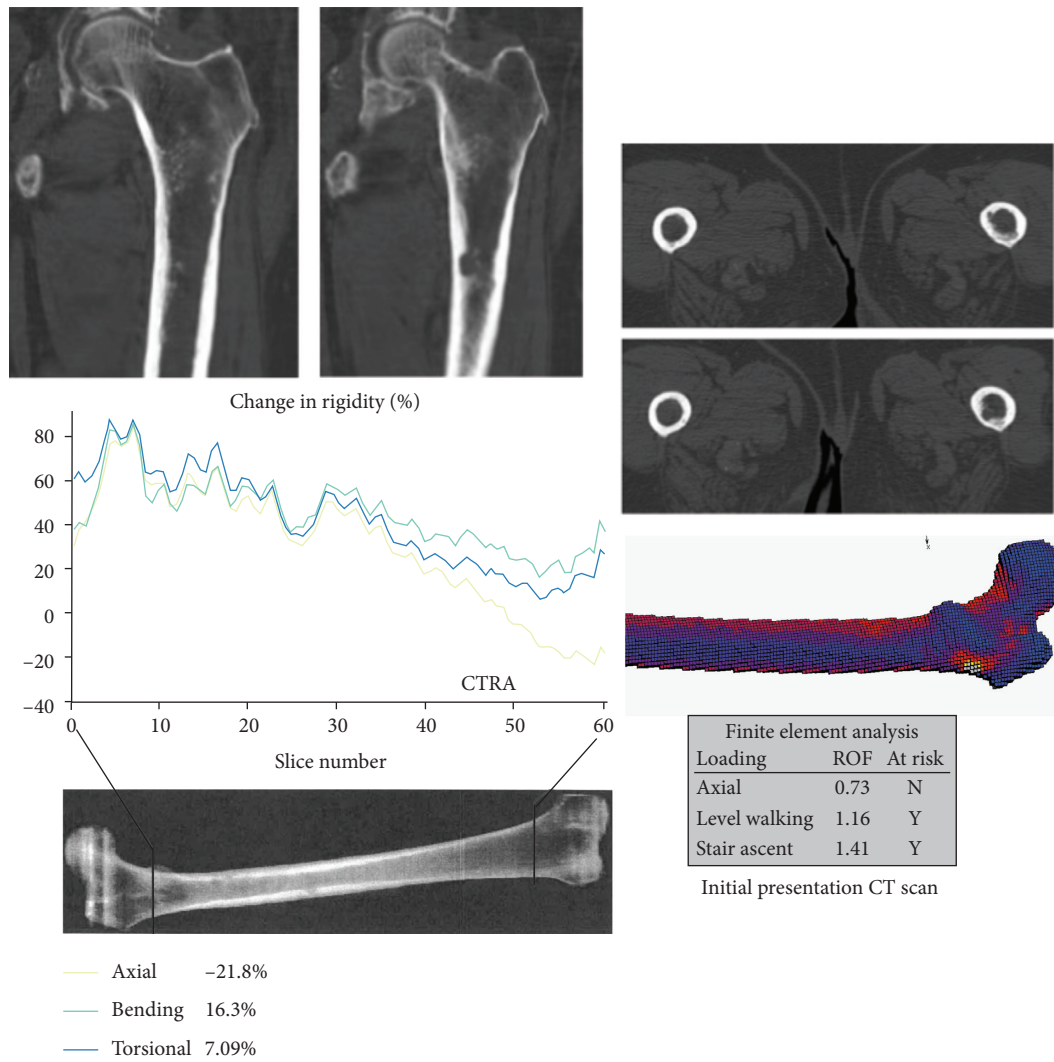 Change in rigidity (%)
80
60
40
20
0
−20
−40
CTRA
0 10 20 30 40 50 60
Slice number
Axial −21.8%
Bending 16.3%
Torsional 7.09%
x
Finite element analysis
Loading ROF At risk
Axial 0.73 N
Level walking 1.16 Y
Stair ascent 1.41 Y
Initial presentation CT scan